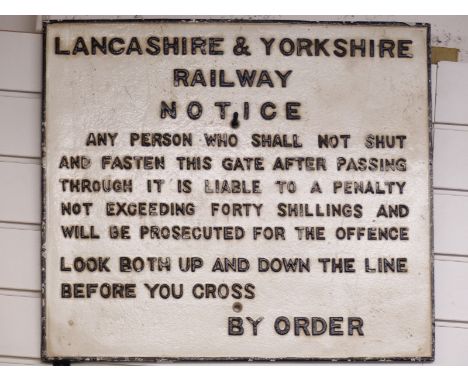 LANCASHIRE & YORKSHIRE
RAILWAY
NOTICE
ANY PERSON WHO SHALL NOT SHUT
AND FASTEN THIS GATE AFTER PASSING
THROUGH IT IS LIABLE TO A PENALTY
NOT EXCEEDING FORTY SHILLINGS AND
WILL BE PROSECUTED FOR THE OFFENCE
LOOK BOTH UP AND DOWN THE LINE
BEFORE YOU CROSS
BY ORDER